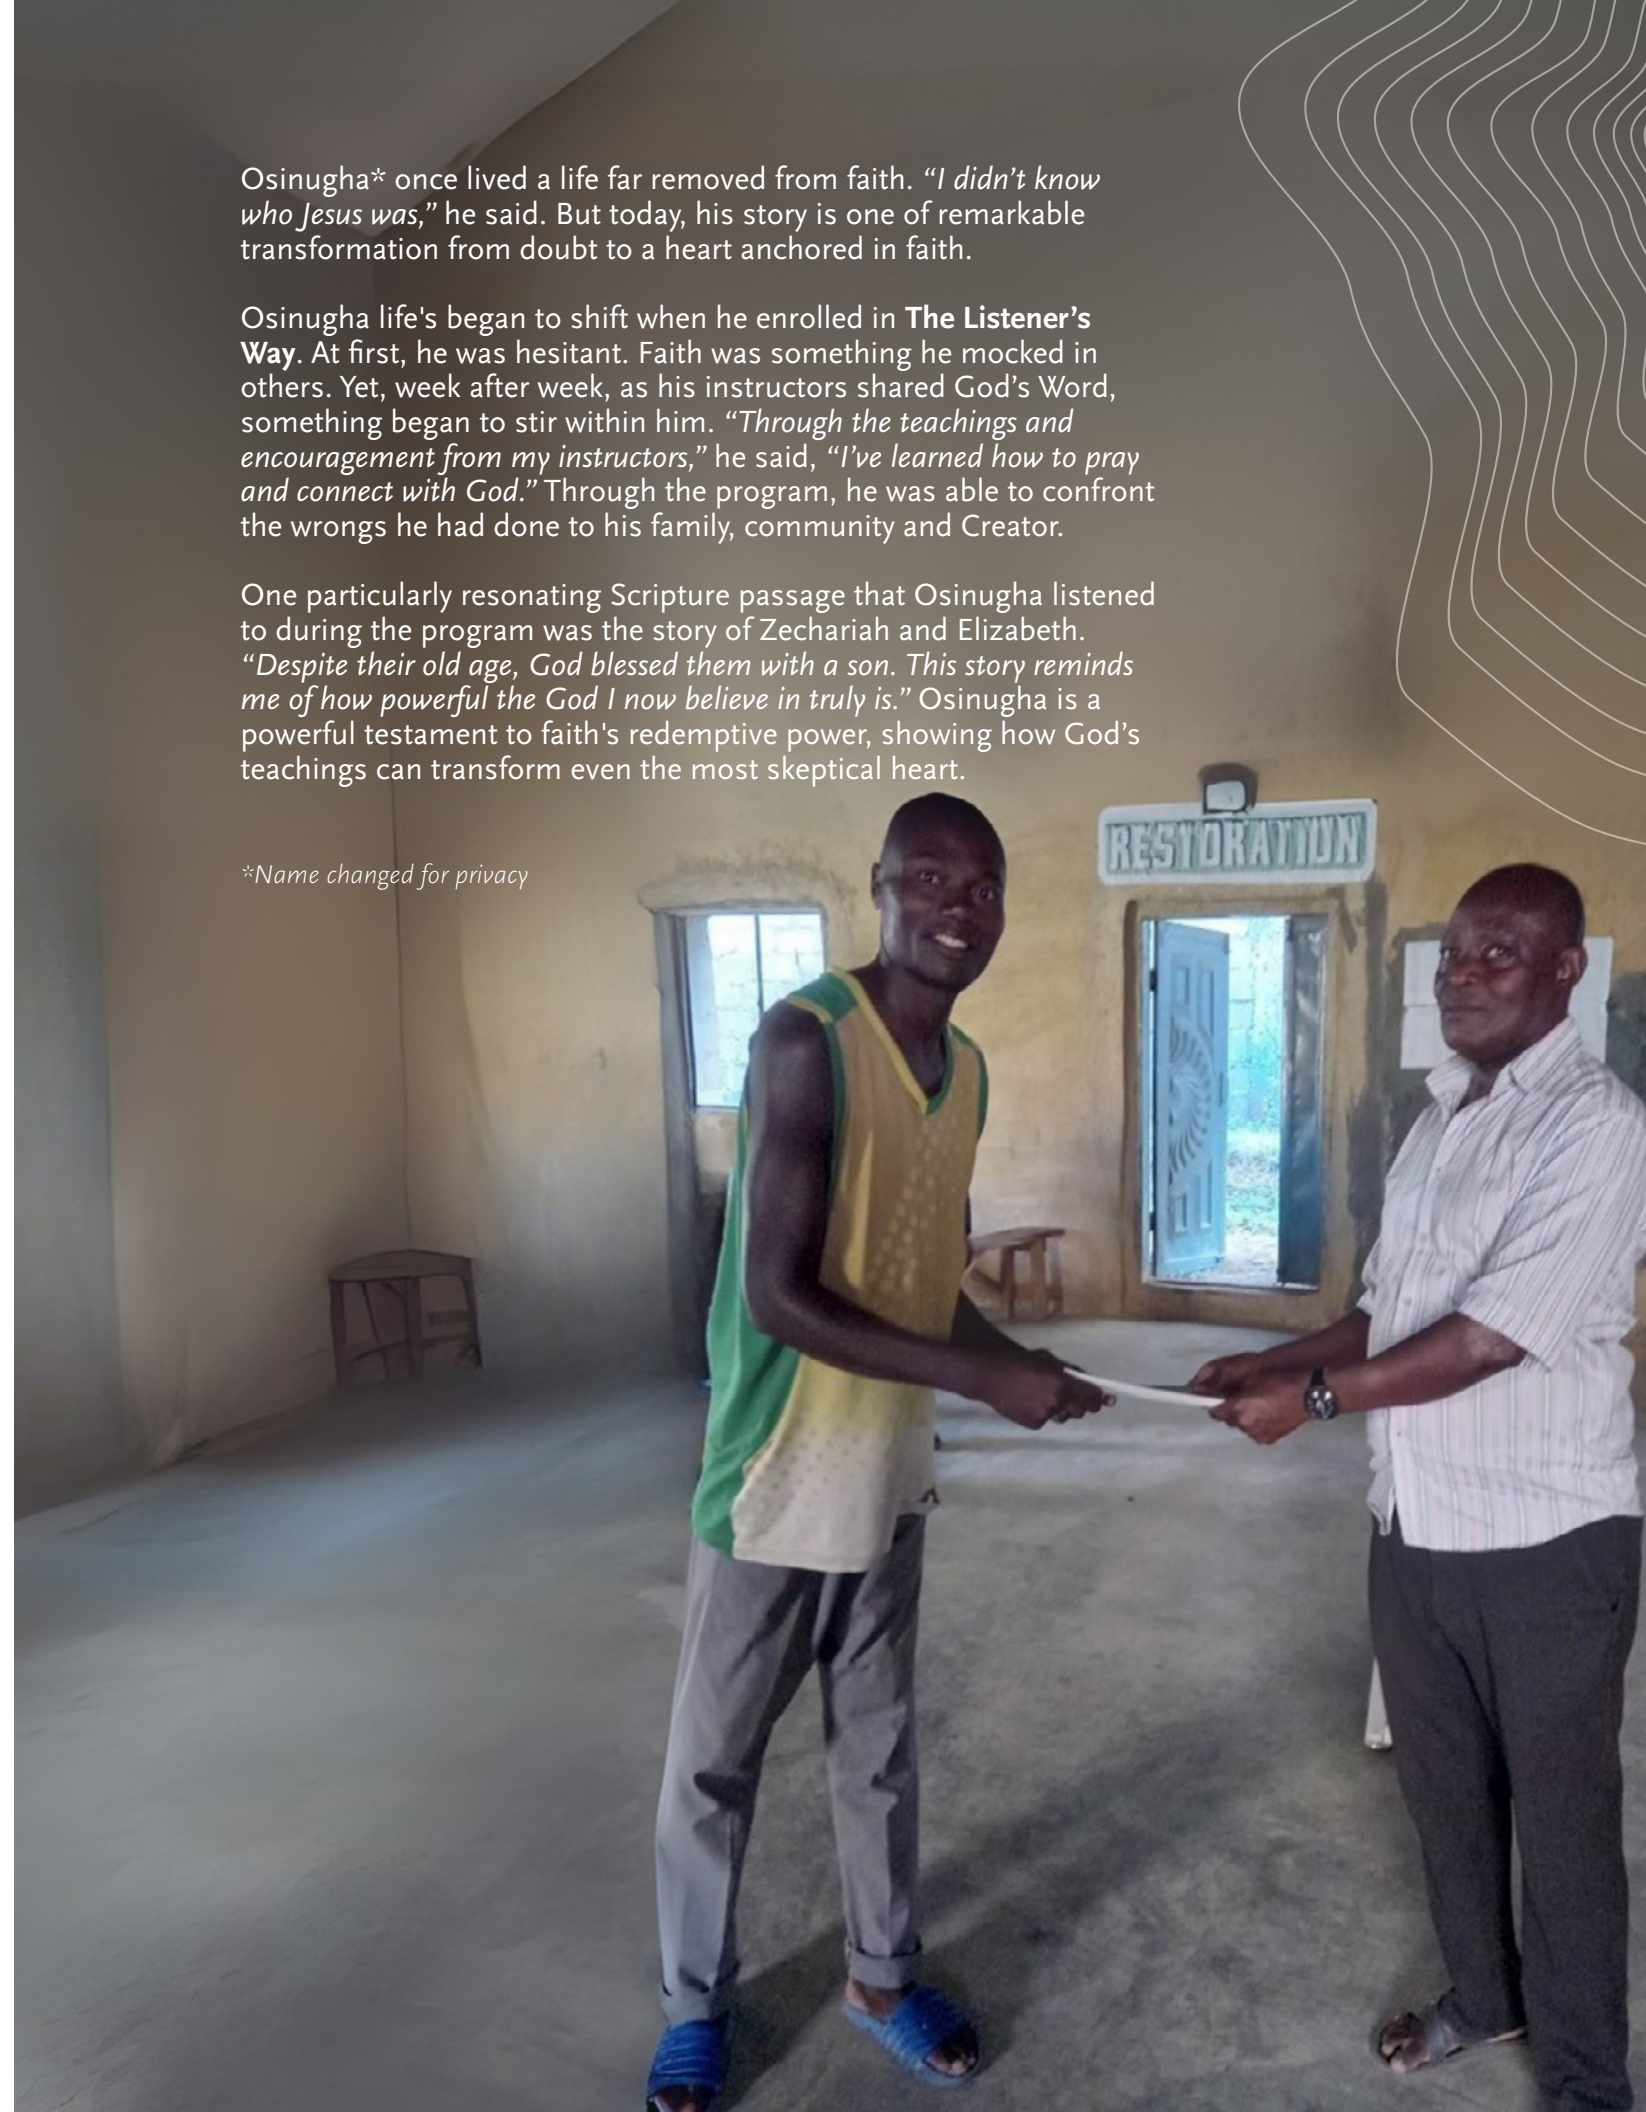 Osinugha* once lived a life far removed from faith. “I didn’t know
who Jesus was,” he said. But today, his story is one of remarkable
transformation from doubt to a heart anchored in faith.
Osinugha life's began to shift when he enrolled in The Listener’s
Way. At first, he was hesitant. Faith was something he mocked in
others. Yet, week after week, as his instructors shared God’s Word,
something began to stir within him. “Through the teachings and
encouragement from my instructors,” he said, “I’ve learned how to pray
and connect with God.” Through the program, he was able to confront
the wrongs he had done to his family, community and Creator.
One particularly resonating Scripture passage that Osinugha listened
to during the program was the story of Zechariah and Elizabeth.
“Despite their old age, God blessed them with a son. This story reminds
me of how powerful the God I now believe in truly is.” Osinugha is a
powerful testament to faith's redemptive power, showing how God’s
teachings can transform even the most skeptical heart.
RESTORATION
*Name changed for privacy